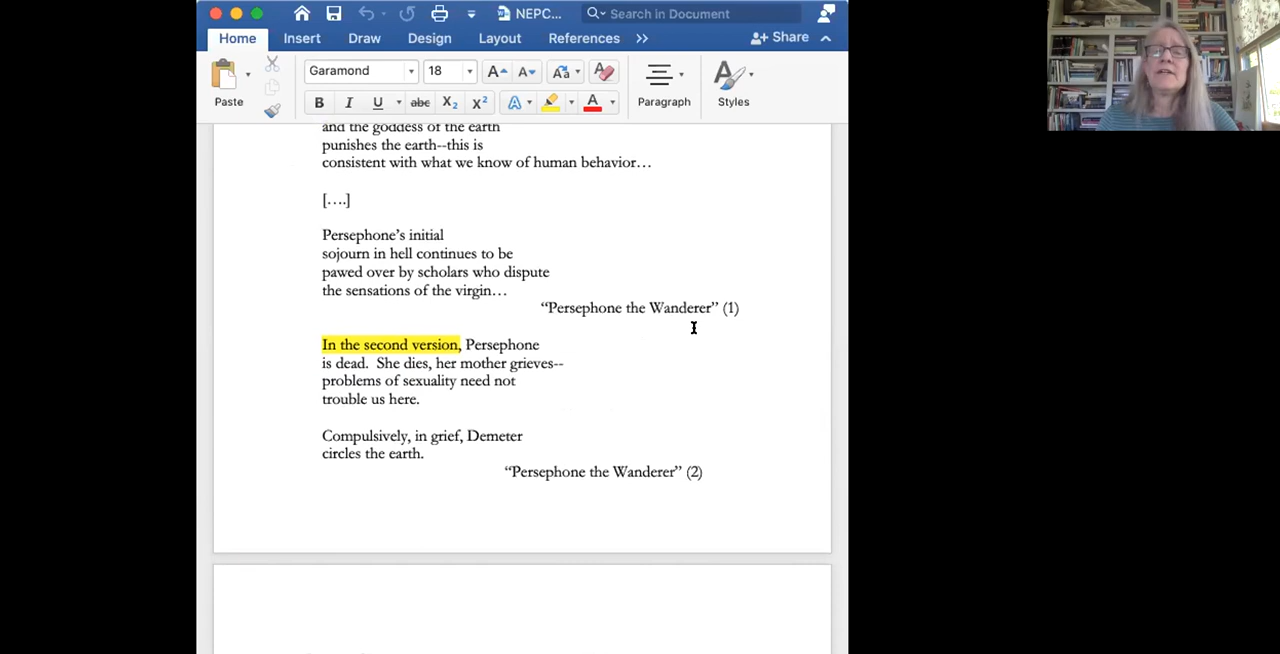 NEPC...
Search in Document
Home
Insert
Draw
Design
Layout
References
Share
Paste
Garamond
18
Paragraph
Styles
and the goddess of the earth
punishes the earth--this is
consistent with what we know of human behavior…
[….]
Persephone’s initial
sojourn in hell continues to be
pawed over by scholars who dispute
the sensations of the virgin…
“Persephone the Wanderer” (1)
In the second version, Persephone
is dead.  She dies, her mother grieves--
problems of sexuality need not
trouble us here.
Compulsively, in grief, Demeter
circles the earth.
“Persephone the Wanderer” (2)